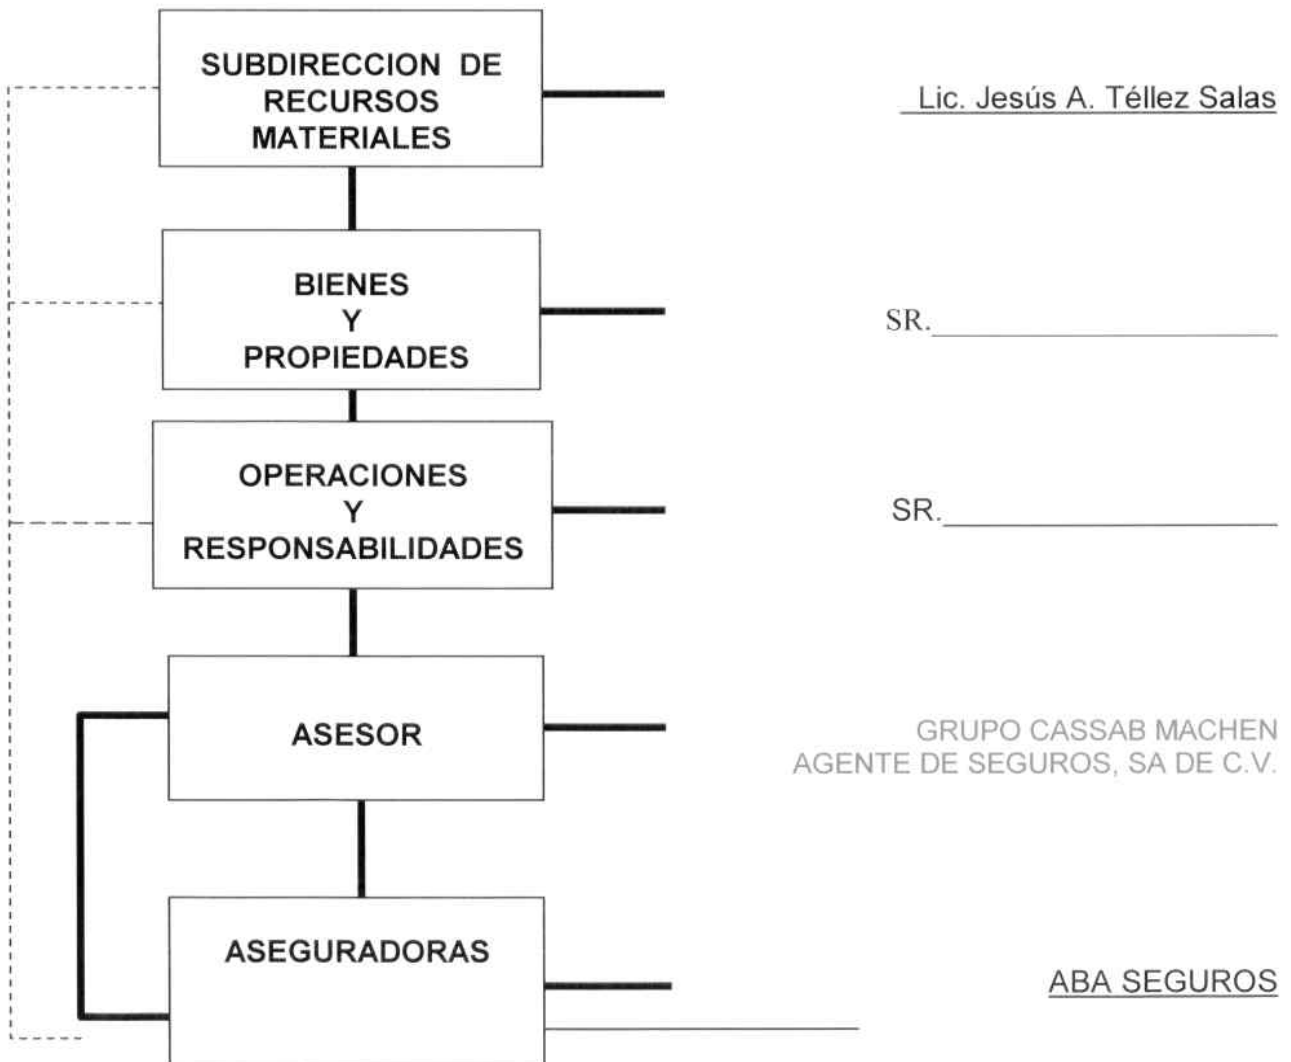 SUBDIRECCION DE
RECURSOS
MATERIALES
Lic. Jesús A. Téllez Salas
BIENES
Y
PROPIEDADES
SR.
OPERACIONES
Y
RESPONSABILIDADES
SR.
ASESOR
GRUPO CASSAB MACHEN
AGENTE DE SEGUROS, SA DE C.V.
ASEGURADORAS
ABA SEGUROS